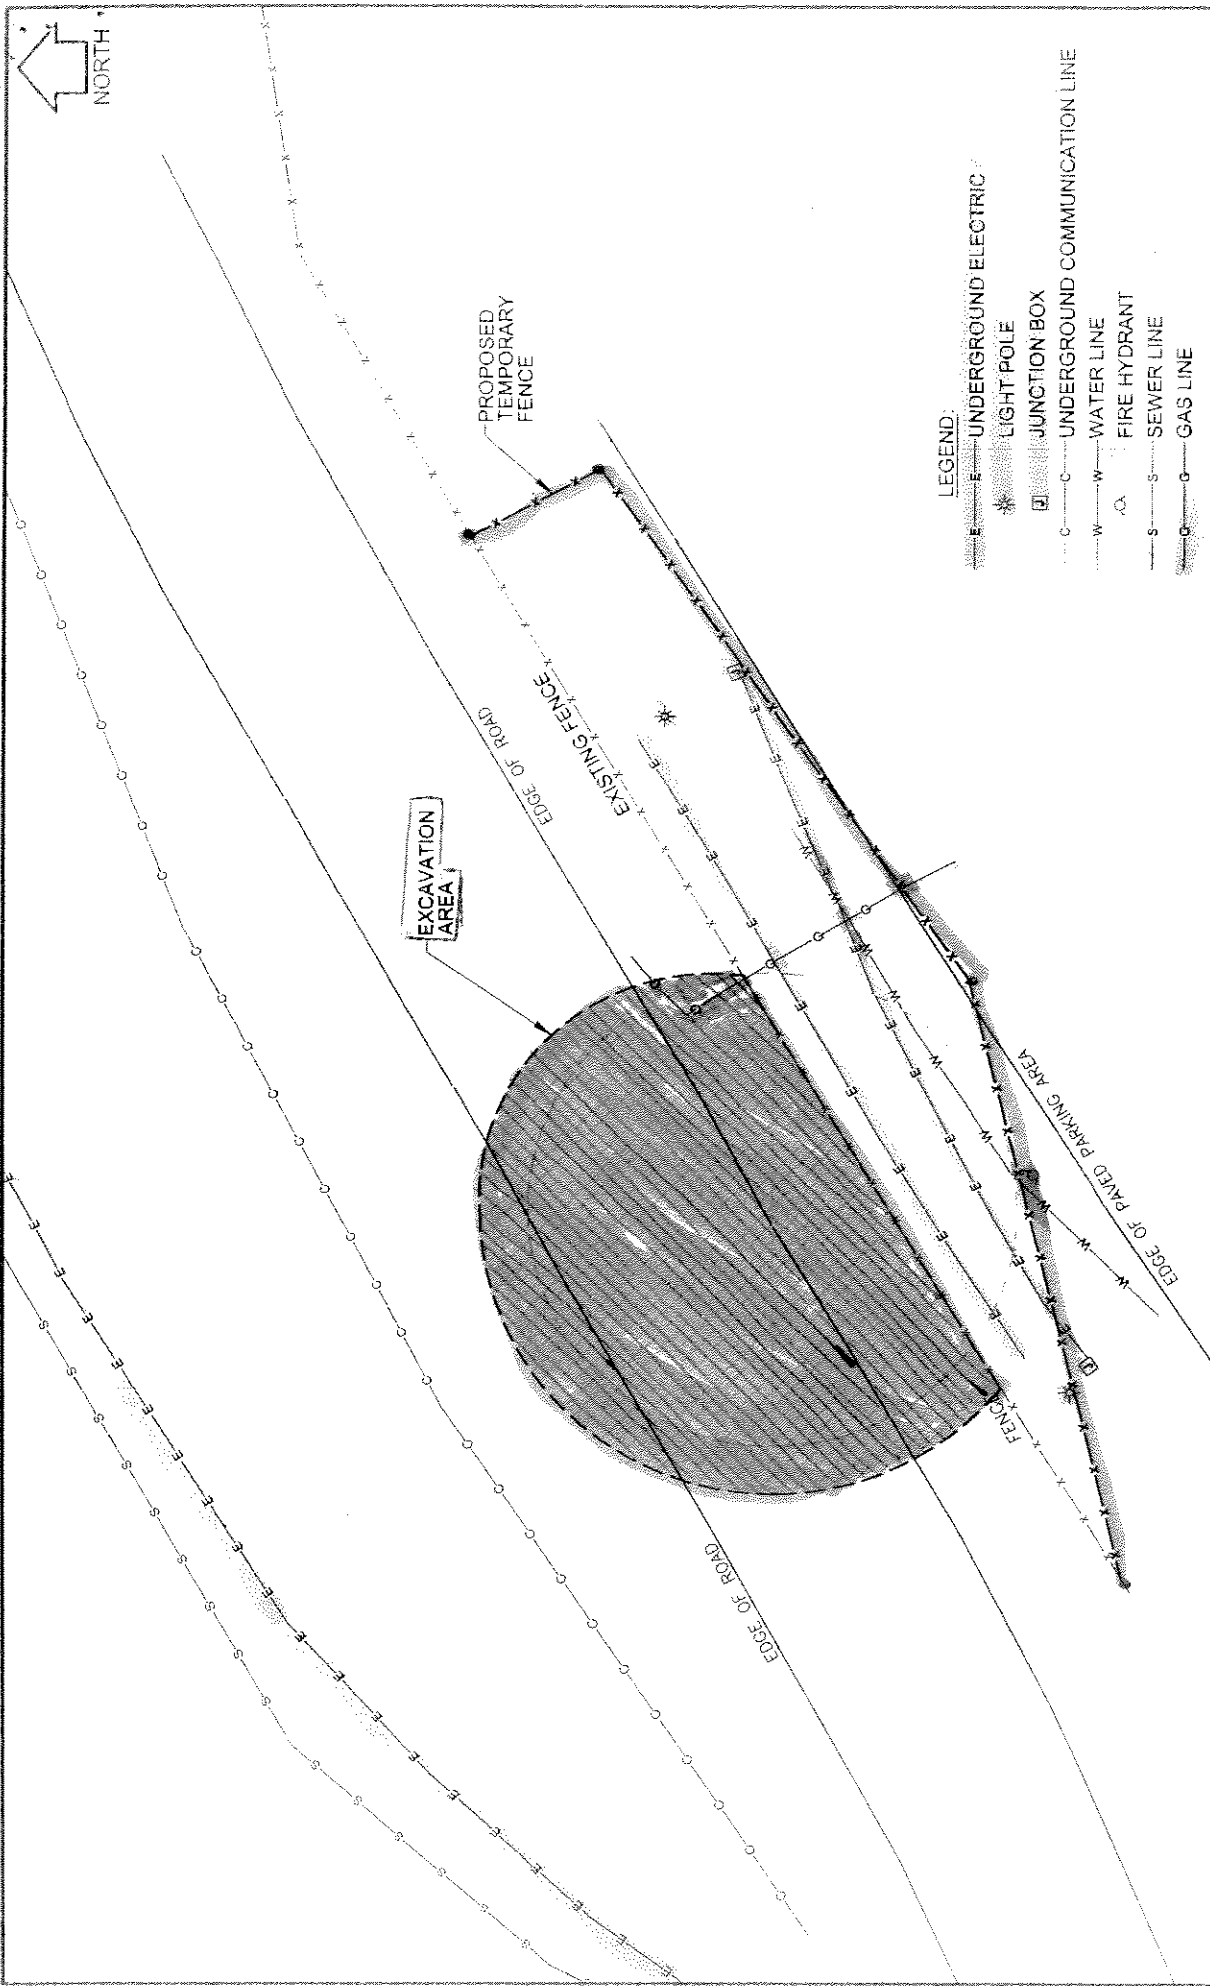 NORTH
PROPOSED
TEMPORARY
FENCE
EDGE OF ROAD
EXISTING FENCE
EXCAVATION
AREA
EDGE OF ROAD
FENC
EDGE OF PAVED PARKING AREA
LEGEND:
E E UNDERGROUND ELECTRIC
LIGHT POLE
J JUNCTION BOX
C UNDERGROUND COMMUNICATION LINE
W WATER LINE
FIRE HYDRANT
S SEWER LINE
G G GAS LINE